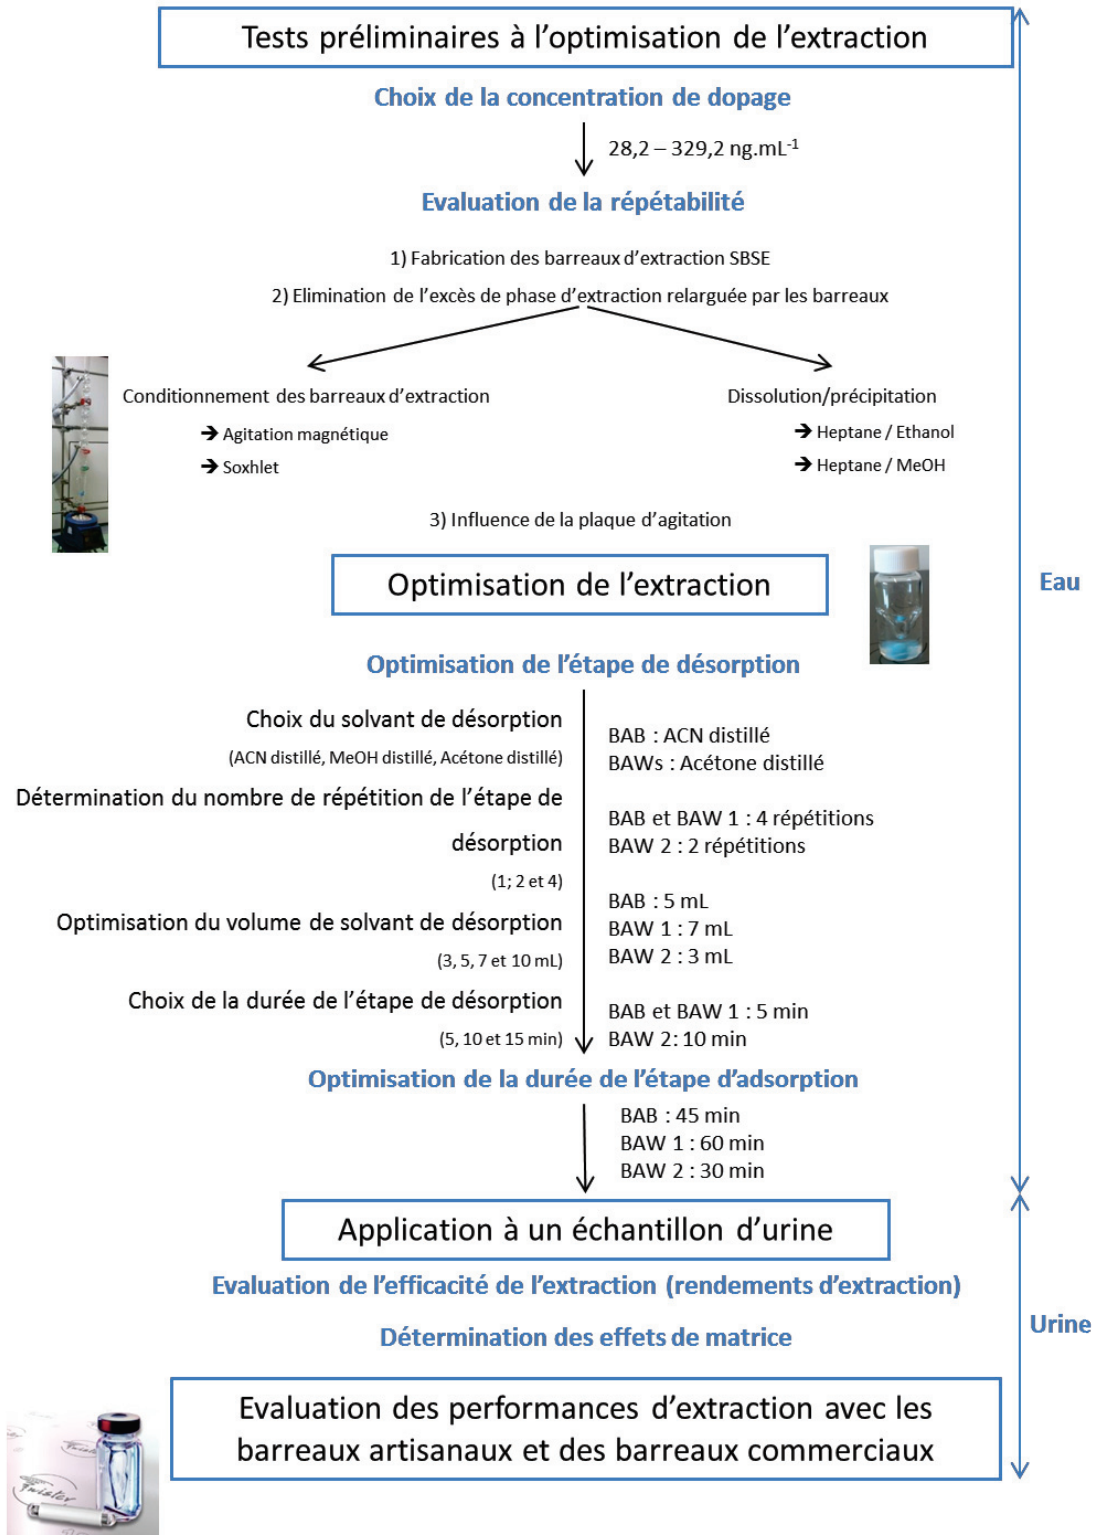 Tests préliminaires à l'optimisation de l'extraction
Choix de la concentration de dopage
28,2 – 329,2 ng.mL⁻¹
Evaluation de la répétabilité
1) Fabrication des barreaux d'extraction SBSE
2) Elimination de l'excès de phase d'extraction relarguée par les barreaux
Conditionnement des barreaux d'extraction
➔ Agitation magnétique
➔ Soxhlet
Dissolution/précipitation
➔ Heptane / Ethanol
➔ Heptane / MeOH
3) Influence de la plaque d'agitation
Optimisation de l'extraction
Eau
Optimisation de l'étape de désorption
Choix du solvant de désorption
(ACN distillé, MeOH distillé, Acétone distillé)
BAB : ACN distillé
BAWs : Acétone distillé
Détermination du nombre de répétition de l'étape de
désorption
(1; 2 et 4)
BAB et BAW 1 : 4 répétitions
BAW 2 : 2 répétitions
Optimisation du volume de solvant de désorption
(3, 5, 7 et 10 mL)
BAB : 5 mL
BAW 1 : 7 mL
BAW 2 : 3 mL
Choix de la durée de l'étape de désorption
(5, 10 et 15 min)
BAB et BAW 1 : 5 min
BAW 2: 10 min
Optimisation de la durée de l'étape d'adsorption
BAB : 45 min
BAW 1 : 60 min
BAW 2 : 30 min
Application à un échantillon d'urine
Evaluation de l'efficacité de l'extraction (rendements d'extraction)
Urine
Détermination des effets de matrice
Evaluation des performances d'extraction avec les
barreaux artisanaux et des barreaux commerciaux
Twister